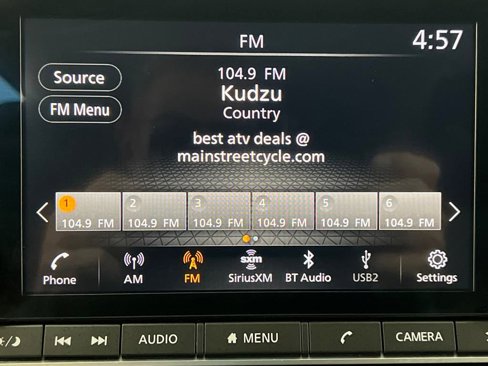 FM 4:57
Source
104.9 FM
FM Menu
Kudzu
Country
best atv deals @
mainstreetcycle.com
1 2 3 4 5 6
104.9 FM 104.9 FM 104.9 FM 104.9 FM 104.9 FM 104.9 FM
sxm
Phone AM FM SiriusXM BT Audio USB2 Settings
AUDIO MENU CAMERA